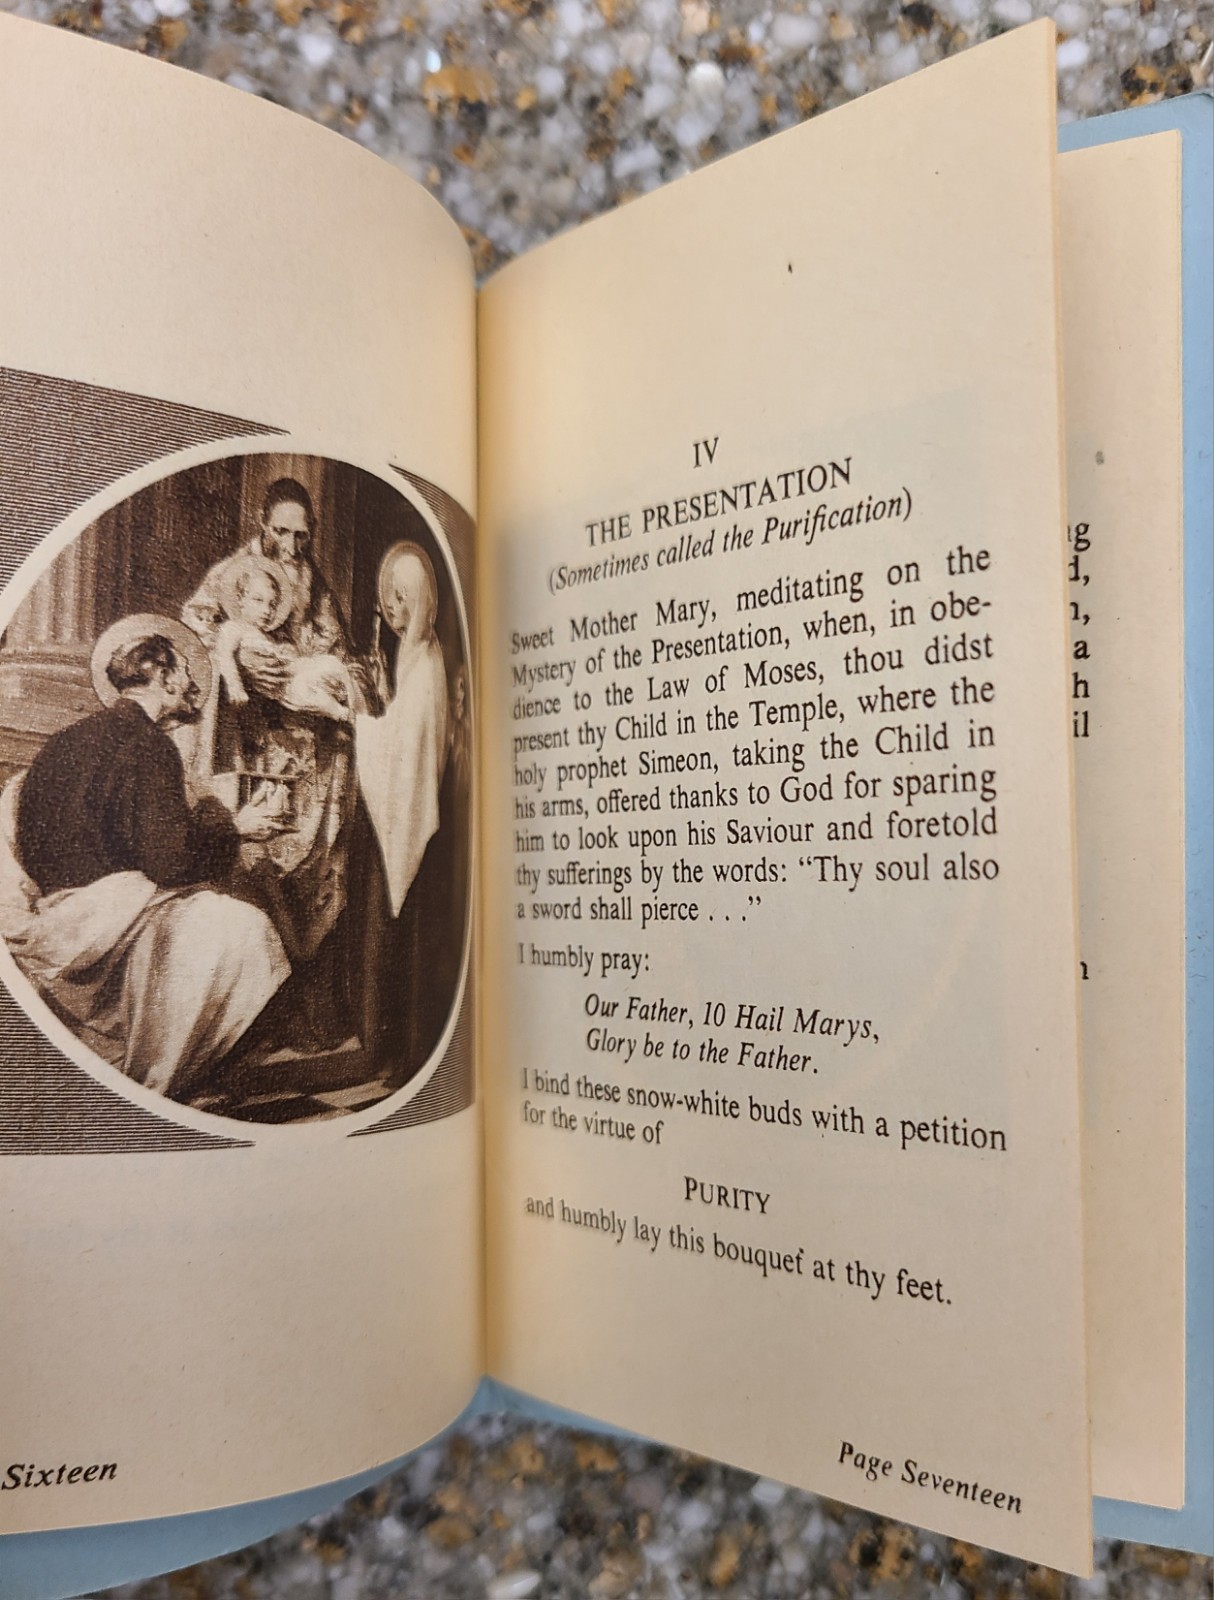 Sixteen
IV
THE PRESENTATION
(Sometimes called the Purification)
Sweet Mother Mary, meditating on the
Mystery of the Presentation, when, in obe-
dience to the Law of Moses, thou didst
present thy Child in the Temple, where the
holy prophet Simeon, taking the Child in
his arms, offered thanks to God for sparing
him to look upon his Saviour and foretold
thy sufferings by the words: “Thy soul also
a sword shall pierce . . .”
I humbly pray:
Our Father, 10 Hail Marys,
Glory be to the Father.
I bind these snow-white buds with a petition
for the virtue of
PURITY
and humbly lay this bouquet at thy feet.
Page Seventeen